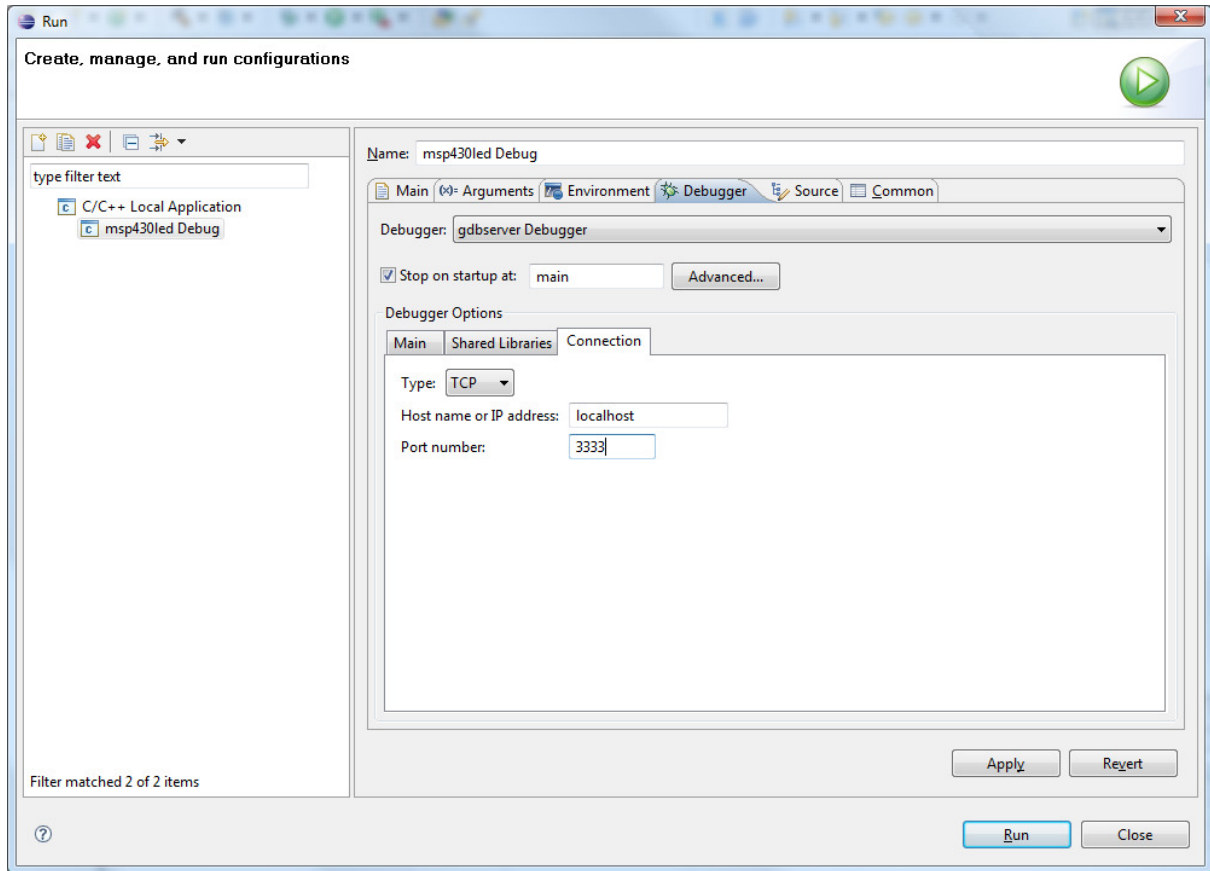 Run
Create, manage, and run configurations
type filter text
C/C++ Local Application
msp430led Debug
Filter matched 2 of 2 items
Name: msp430led Debug
Main (x)= Arguments Environment Debugger Source Common
Debugger: gdbserver Debugger
Stop on startup at: main Advanced...
Debugger Options
Main Shared Libraries Connection
Type: TCP
Host name or IP address: localhost
Port number: 3333
Apply Revert
Run Close